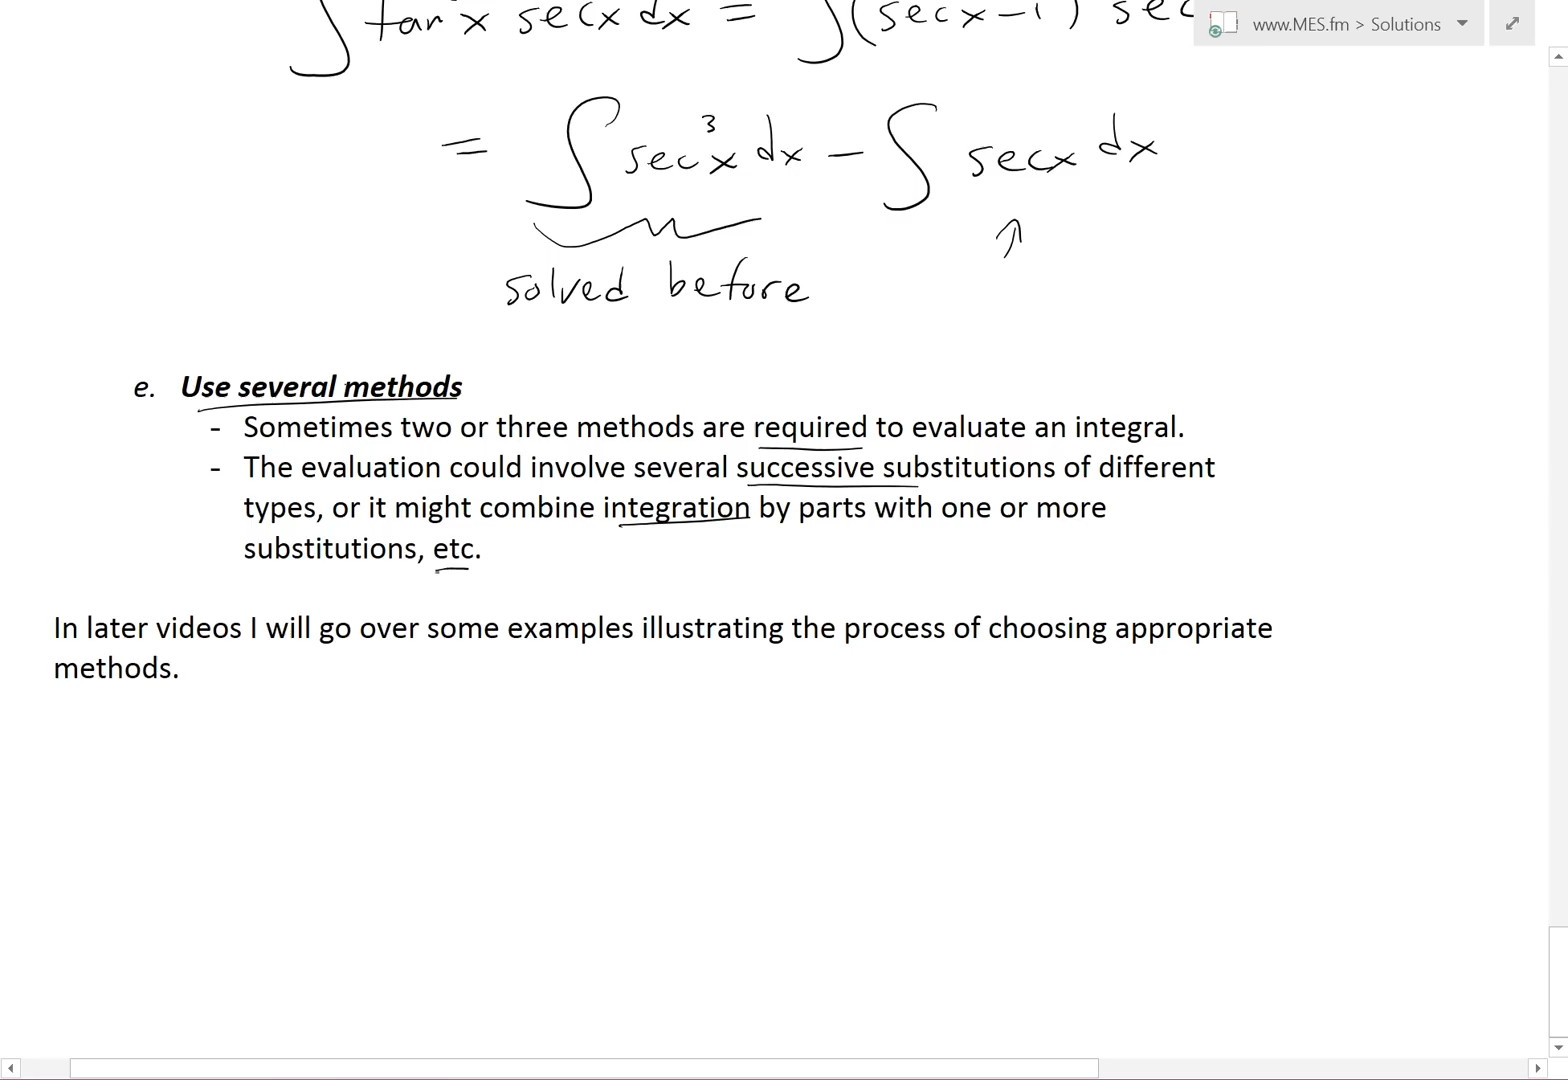 ∫ tan²x secx dx = ∫(secx-1) sec
www.MES.fm > Solutions
= ∫ sec³x dx - ∫ secx dx
solved before
e. Use several methods
- Sometimes two or three methods are required to evaluate an integral.
- The evaluation could involve several successive substitutions of different
types, or it might combine integration by parts with one or more
substitutions, etc.
In later videos I will go over some examples illustrating the process of choosing appropriate
methods.